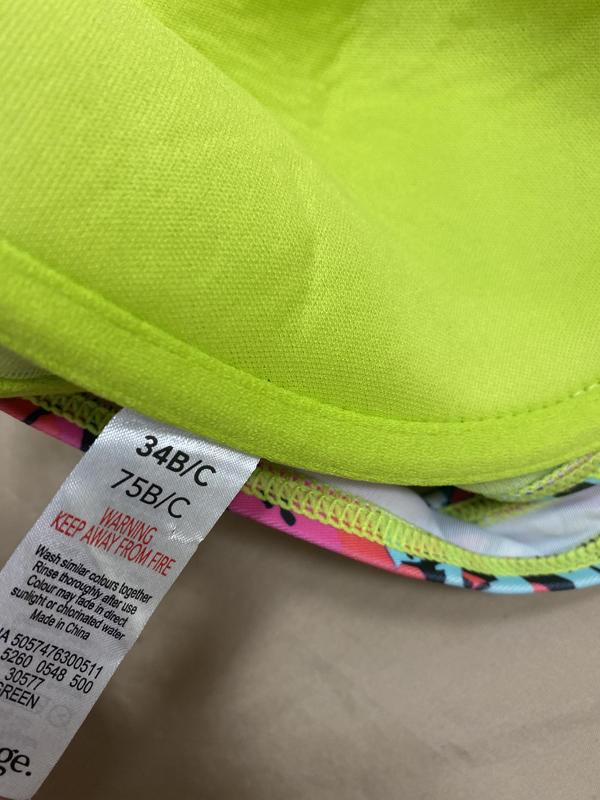 34B/C
75B/C
WARNING
KEEP AWAY FROM FIRE
Wash similar colours together
Rinse thoroughly after use
Colour may fade in direct
sunlight or chlorinated water
Made in China
A 5057476300511
5260 0548 500
30577
GREEN
ge.